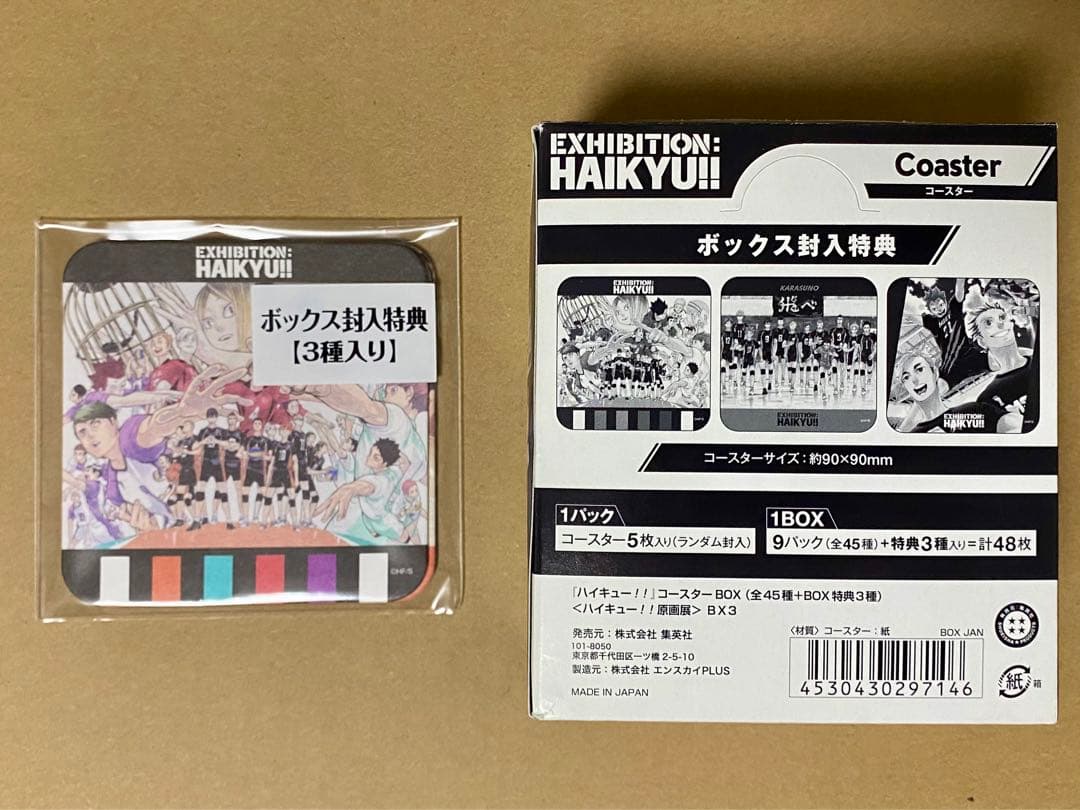 EXHIBITION:
HAIKYU!!
ボックス封入特典
【3種入り】
©HF/S
EXHIBITION:
HAIKYU!!
Coaster
コースター
ボックス封入特典
EXHIBITION:
HAIKYU!!
KARASUNO
飛べ
EXHIBITION:
HAIKYU!!
EXHIBITION:
HAIKYU!!
コースターサイズ：約90×90mm
1パック
コースター5枚入り（ランダム封入）
1BOX
9パック（全45種）＋特典3種入り＝計48枚
『ハイキュー！！』コースターBOX（全45種＋BOX特典3種）
＜ハイキュー！！原画展＞ BX3
発売元：株式会社 集英社
101-8050
東京都千代田区一ツ橋 2-5-10
製造元：株式会社 エンスカイPLUS
MADE IN JAPAN
〈材質〉コースター：紙
BOX JAN
4530430297146
紙
箱